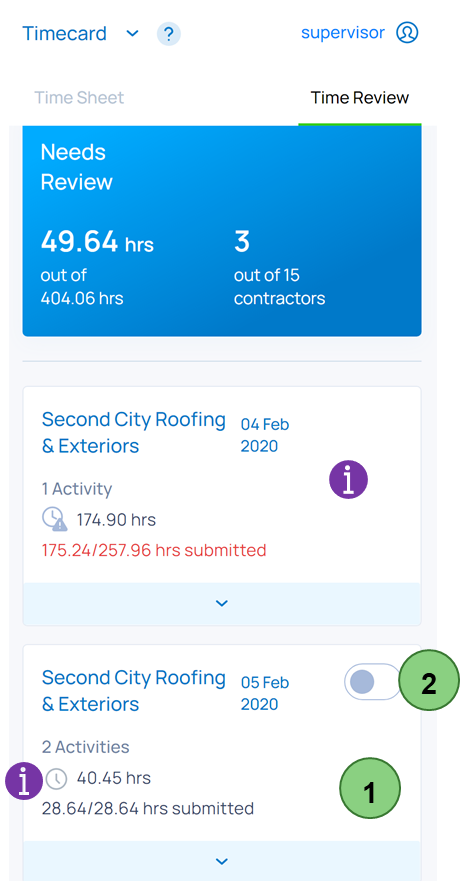 Timecard ? supervisor
Time Sheet Time Review
Needs
Review
49.64 hrs 3
out of out of 15
404.06 hrs contractors
Second City Roofing 04 Feb
& Exteriors 2020
i
1 Activity
174.90 hrs
175.24/257.96 hrs submitted
Second City Roofing 05 Feb 2
& Exteriors 2020
2 Activities
i 40.45 hrs 1
28.64/28.64 hrs submitted